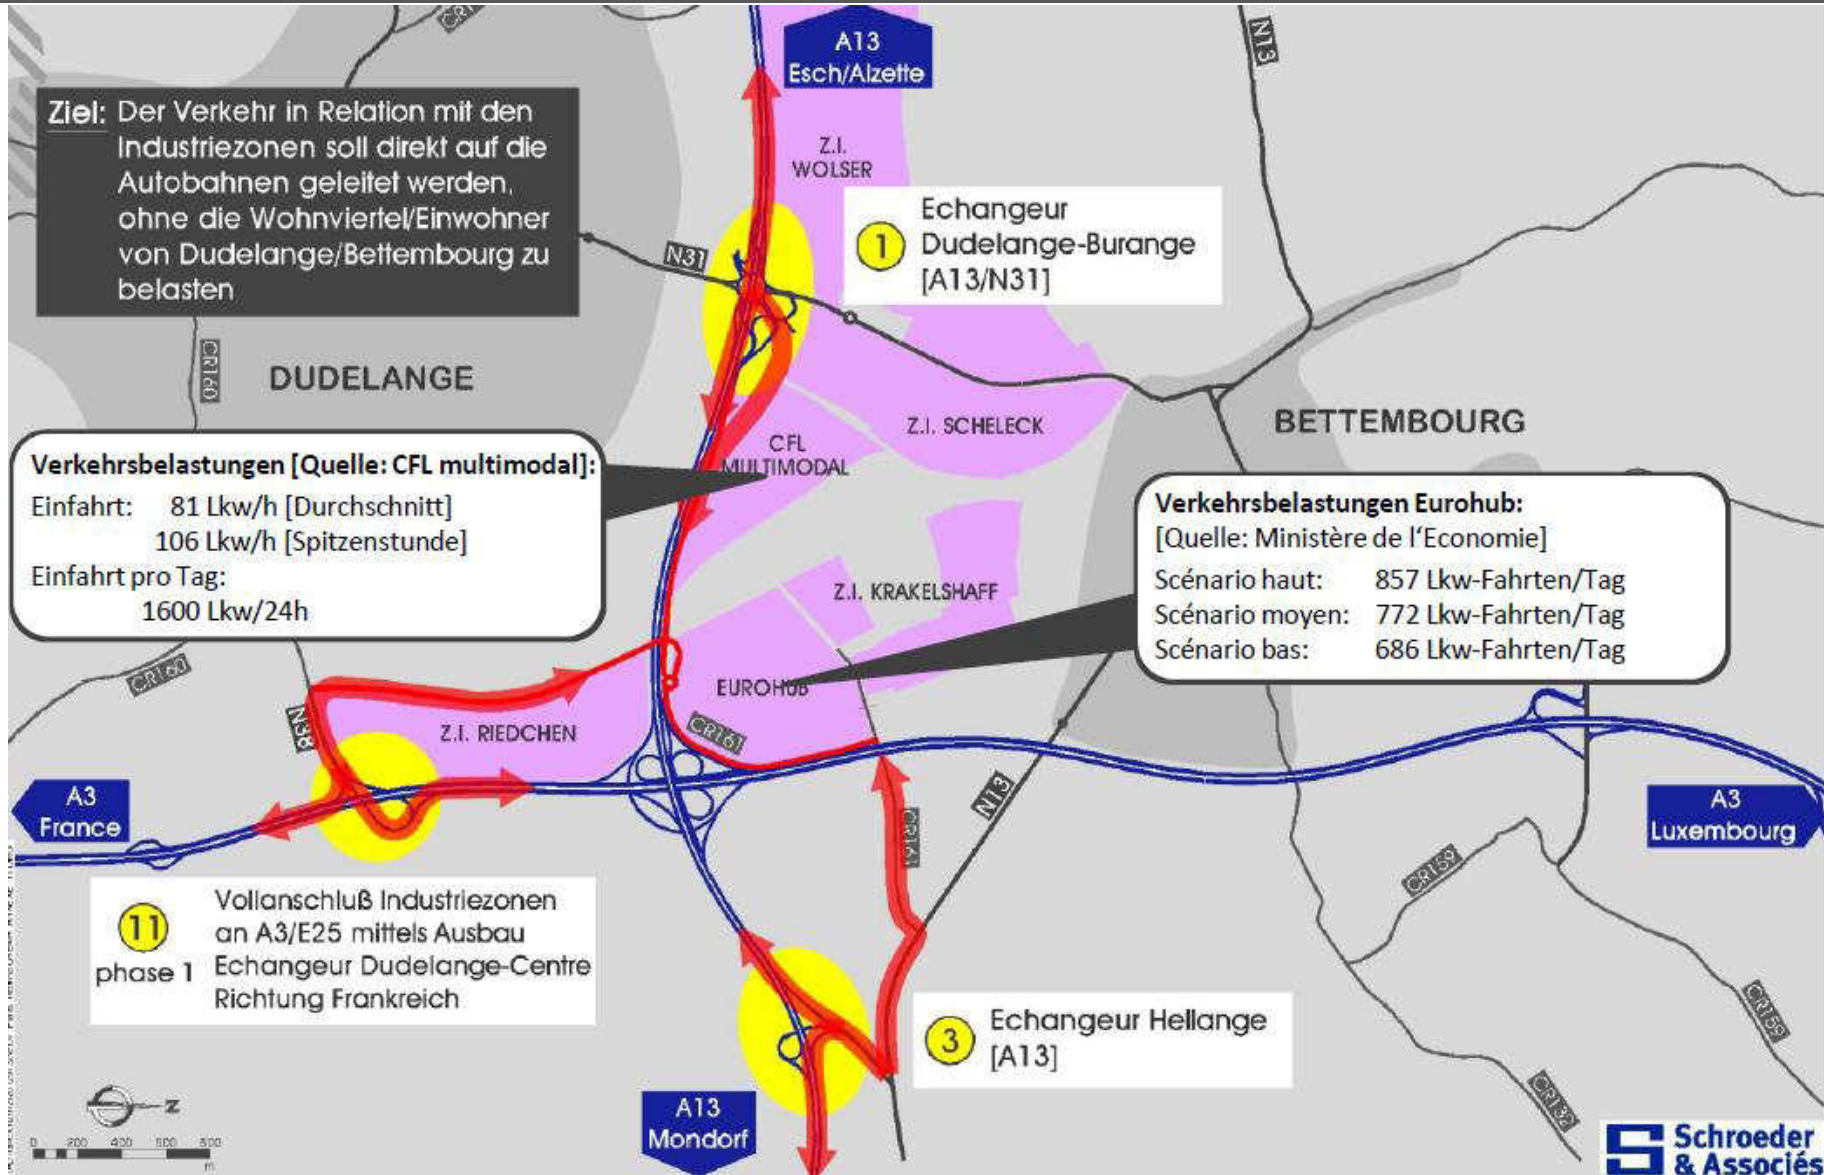 A13
Esch/Alzette
N13
Ziel: Der Verkehr in Relation mit den
Industriezonen soll direkt auf die
Autobahnen geleitet werden,
ohne die Wohnviertel/Einwohner
von Dudelange/Bettembourg zu
belasten
Z.I.
WOLSER
1
Echangeur
Dudelange-Burange
[A13/N31]
N31
CR160
DUDELANGE
Z.I. SCHELECK
BETTEMBOURG
CFL
MULTIMODAL
Verkehrsbelastungen [Quelle: CFL multimodal]:
Einfahrt: 81 Lkw/h [Durchschnitt]
106 Lkw/h [Spitzenstunde]
Einfahrt pro Tag:
1600 Lkw/24h
Verkehrsbelastungen Eurohub:
[Quelle: Ministère de l‘Economie]
Scénario haut: 857 Lkw-Fahrten/Tag
Scénario moyen: 772 Lkw-Fahrten/Tag
Scénario bas: 686 Lkw-Fahrten/Tag
Z.I. KRAKELSHAFF
CR160
EUROHUB
N38
Z.I. RIEDCHEN
CR161
A3
France
N13
CR161
A3
Luxembourg
CR159
11
phase 1
Vollanschluß Industriezonen
an A3/E25 mittels Ausbau
Echangeur Dudelange-Centre
Richtung Frankreich
3
Echangeur Hellange
[A13]
CR159
CR132
A13
Mondorf
Z
0 200 400 600 800
m
Schroeder
& Associés